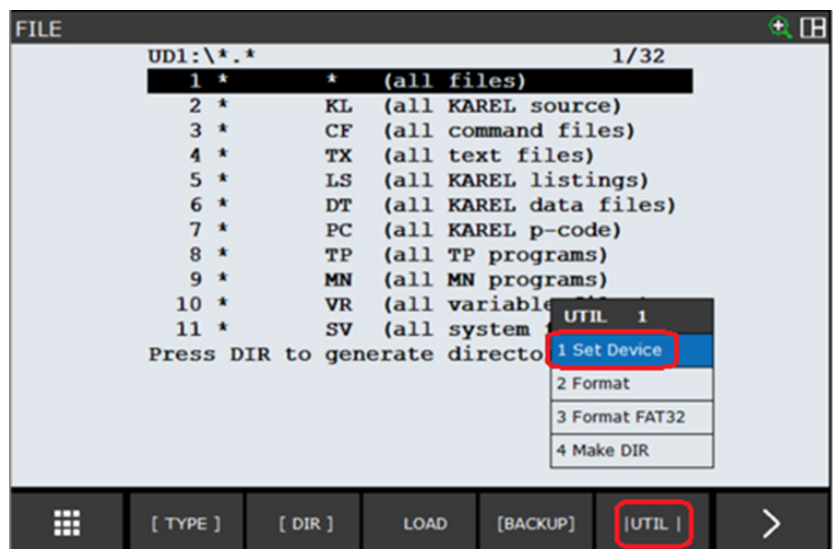 FILE
UD1:\*.* 1/32
1 * * (all files)
2 * KL (all KAREL source)
3 * CF (all command files)
4 * TX (all text files)
5 * LS (all KAREL listings)
6 * DT (all KAREL data files)
7 * PC (all KAREL p-code)
8 * TP (all TP programs)
9 * MN (all MN programs)
10 * VR (all variable
11 * SV (all system
Press DIR to generate
UTIL 1
1 Set Device
2 Format
3 Format FAT32
4 Make DIR
[ TYPE ] [ DIR ] LOAD [BACKUP] |UTIL | >